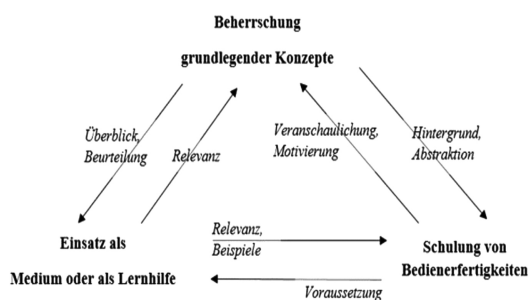 Beherrschung
grundlegender Konzepte
Überblick,
Beurteilung
Relevanz
Veranschaulichung,
Motivierung
Hintergrund,
Abstraktion
Einsatz als
Medium oder als Lernhilfe
Relevanz,
Beispiele
Voraussetzung
Schulung von
Bedienerfertigkeiten